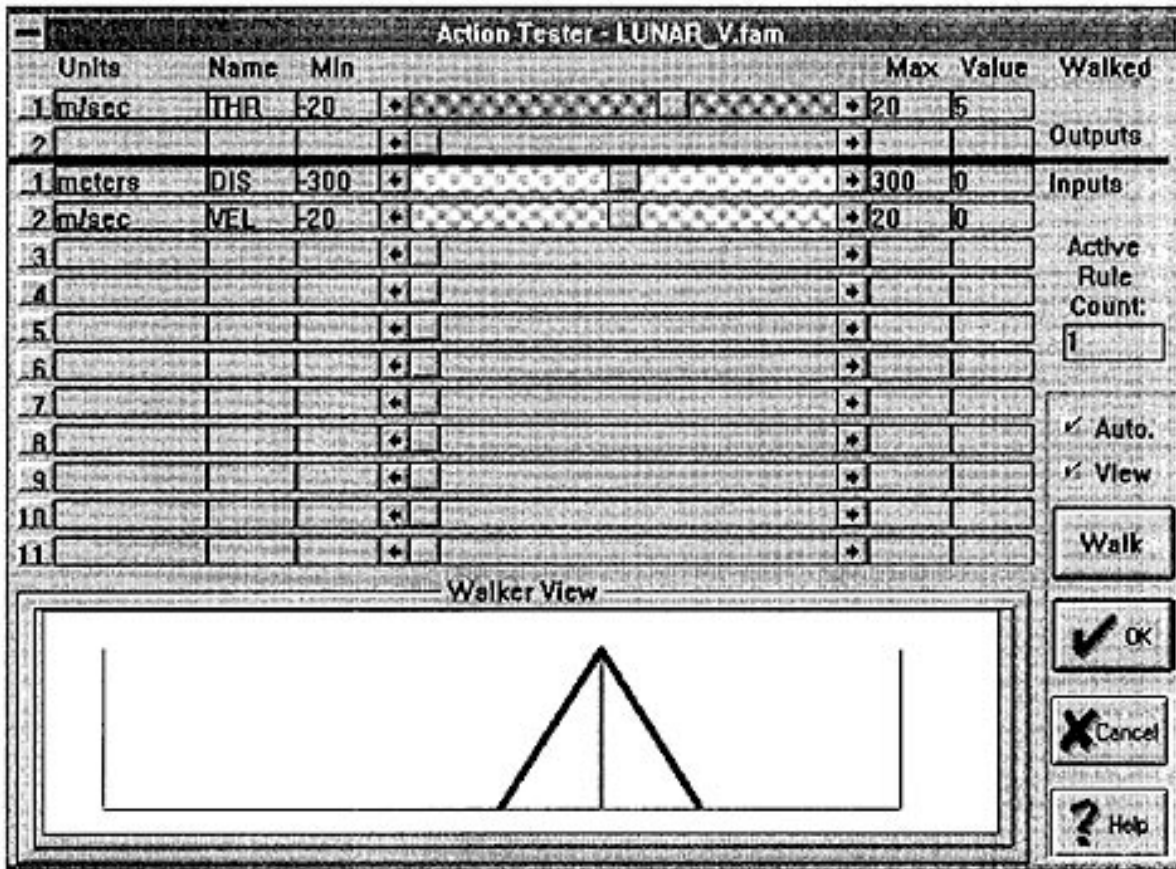 Action Tester - LUNAR_V.fam
Units Name Min Max Value Walked
1 m/sec THR -20 20 5
2 Outputs
1 meters DIS -300 300 0 Inputs
2 m/sec VEL -20 20 0
3 Active
Rule
4 Count:
5 1
6
7
8 Auto.
9 View
10
11 Walk
Walker View
OK
Cancel
? Help